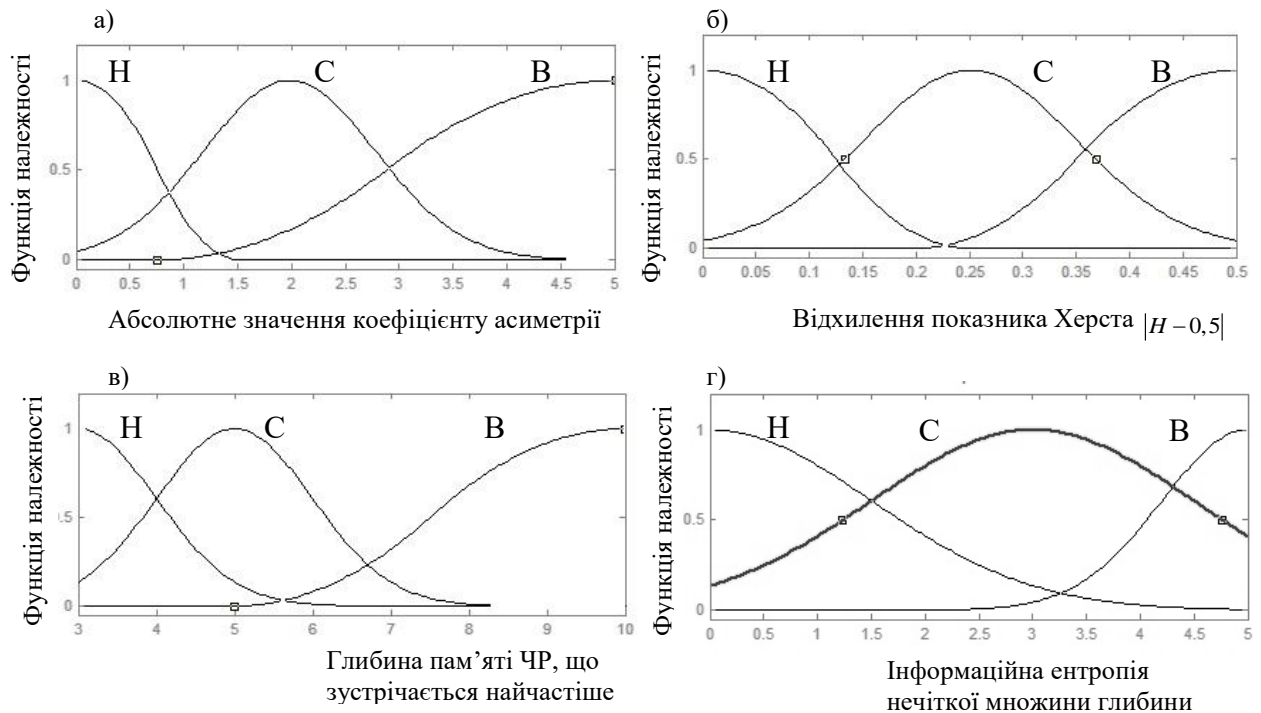 а)
Функція належності
Н
С
В
1
0.5
0
0 0.5 1 1.5 2 2.5 3 3.5 4 4.5 5
Абсолютне значення коефіцієнту асиметрії
б)
Функція належності
Н
С
В
1
0.5
0
0 0.05 0.1 0.15 0.2 0.25 0.3 0.35 0.4 0.45 0.5
Відхилення показника Херста |H − 0,5|
в)
Функція належності
Н
С
В
1
.5
0
3 4 5 6 7 8 9 10
Глибина пам’яті ЧР, що
зустрічається найчастіше
г)
Функція належності
Н
С
В
1
0.5
0
0 0.5 1 1.5 2 2.5 3 3.5 4 4.5 5
Інформаційна ентропія
нечіткої множини глибини